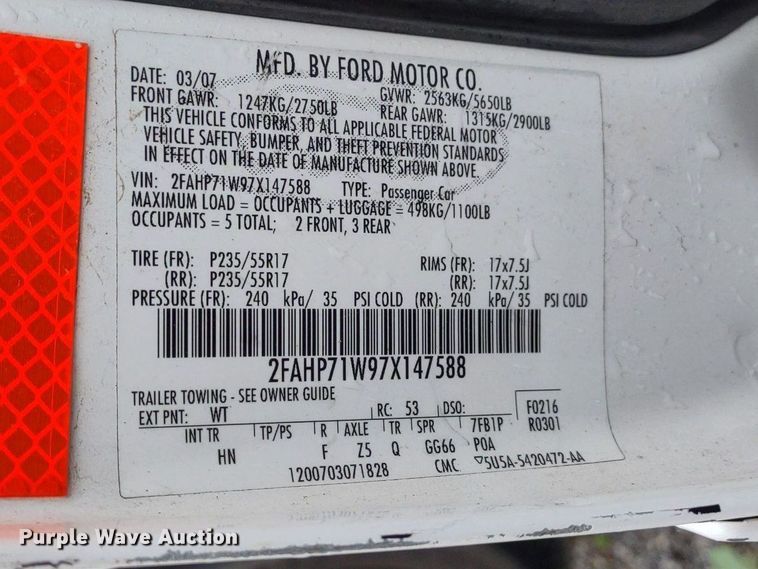 MFD. BY FORD MOTOR CO.
DATE: 03/07 GVWR: 2563KG/5650LB
FRONT GAWR: 1247KG/2750LB REAR GAWR: 1315KG/2900LB
THIS VEHICLE CONFORMS TO ALL APPLICABLE FEDERAL MOTOR
VEHICLE SAFETY, BUMPER, AND THEFT PREVENTION STANDARDS
IN EFFECT ON THE DATE OF MANUFACTURE SHOWN ABOVE.
VIN: 2FAHP71W97X147588 TYPE: Passenger Car
MAXIMUM LOAD = OCCUPANTS + LUGGAGE = 498KG/1100LB
OCCUPANTS = 5 TOTAL; 2 FRONT, 3 REAR
TIRE (FR): P235/55R17 RIMS (FR): 17x7.5J
(RR): P235/55R17 (RR): 17x7.5J
PRESSURE (FR): 240 kPa/ 35 PSI COLD (RR): 240 kPa/ 35 PSI COLD
2FAHP71W97X147588
TRAILER TOWING - SEE OWNER GUIDE
EXT PNT: WT RC: 53 DSO: F0216
INT TR TP/PS R AXLE TR SPR 7FB1P R0301
HN F Z5 Q GG66 POA
1200703071828 CMC ▽5U5A-5420472-AA
Purple Wave Auction